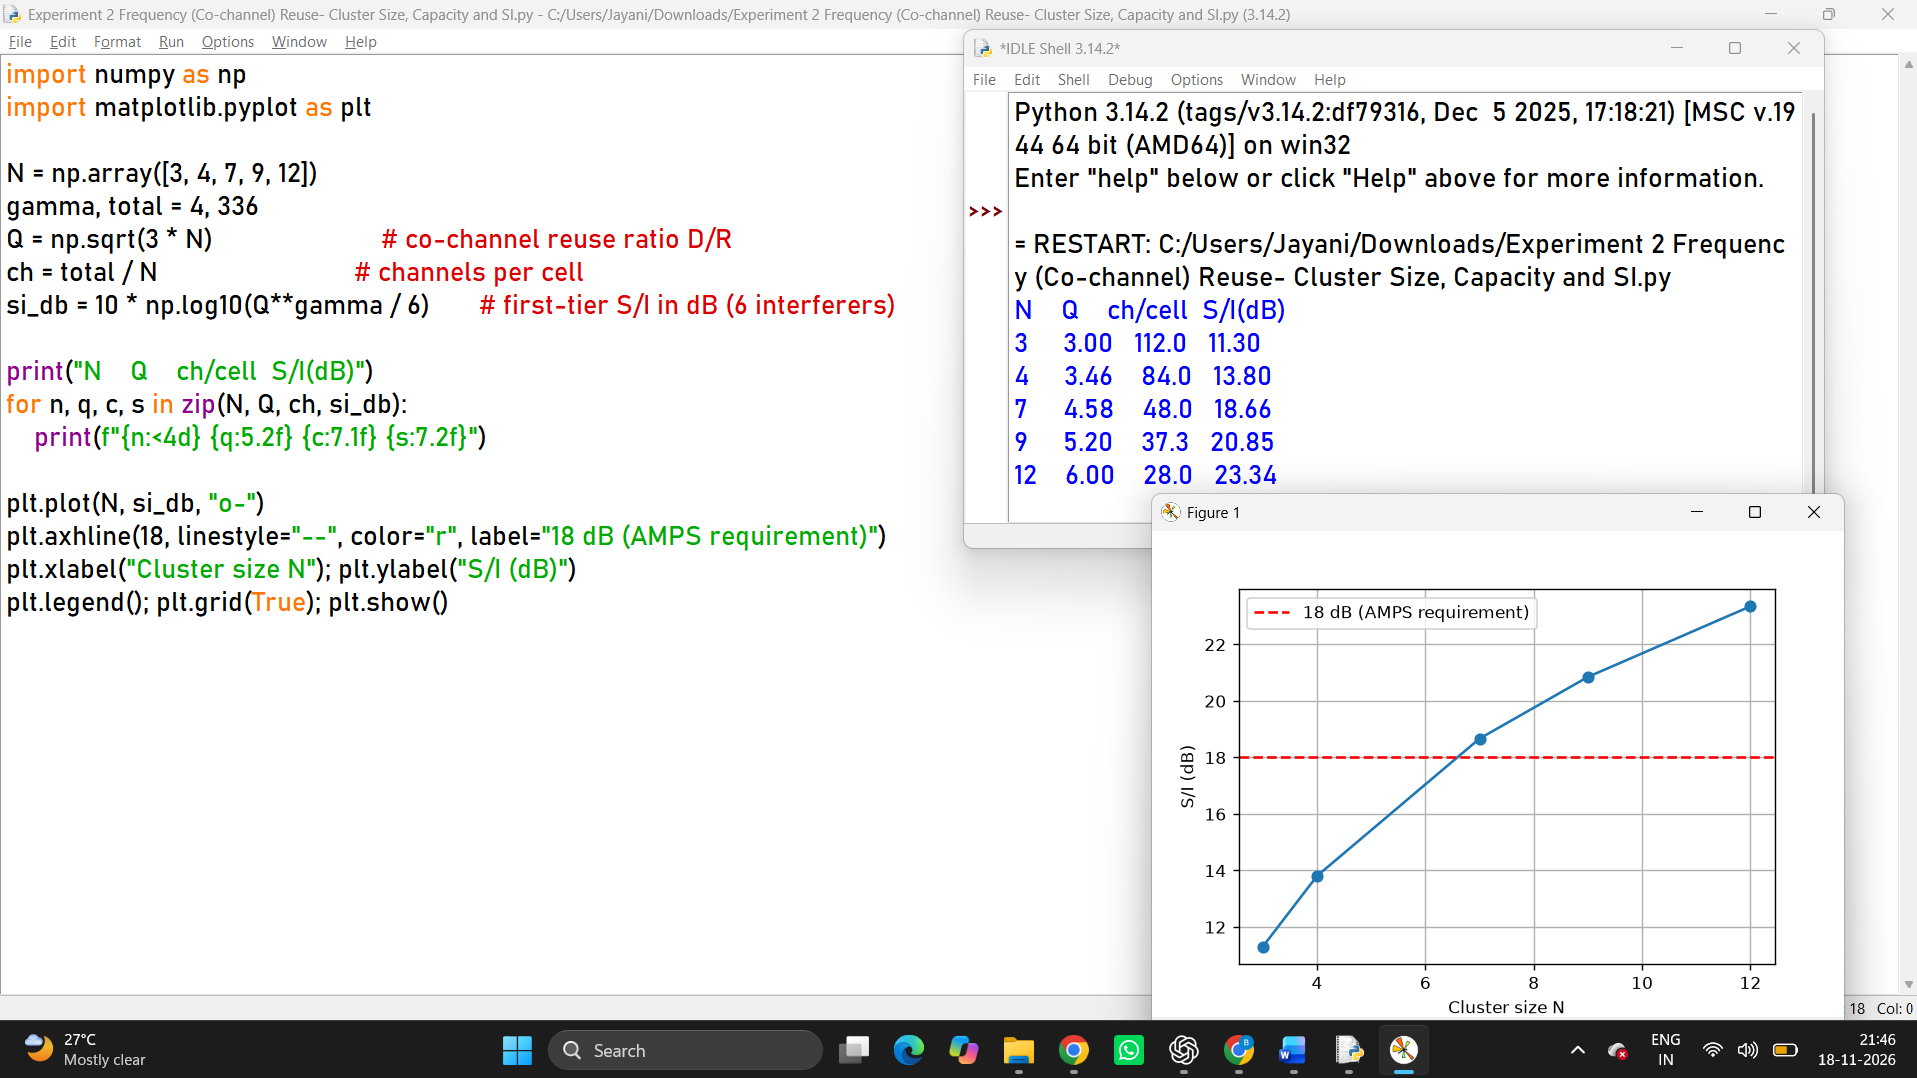 Experiment 2 Frequency (Co-channel) Reuse- Cluster Size, Capacity and SI.py - C:/Users/Jayani/Downloads/Experiment 2 Frequency (Co-channel) Reuse- Cluster Size, Capacity and SI.py (3.14.2)
File Edit Format Run Options Window Help
import numpy as np
import matplotlib.pyplot as plt
N = np.array([3, 4, 7, 9, 12])
gamma, total = 4, 336
Q = np.sqrt(3 * N) # co-channel reuse ratio D/R
ch = total / N # channels per cell
si_db = 10 * np.log10(Q**gamma / 6) # first-tier S/I in dB (6 interferers)
print("N Q ch/cell S/I(dB)")
for n, q, c, s in zip(N, Q, ch, si_db):
print(f"{n:<4d} {q:5.2f} {c:7.1f} {s:7.2f}")
plt.plot(N, si_db, "o-")
plt.axhline(18, linestyle="--", color="r", label="18 dB (AMPS requirement)")
plt.xlabel("Cluster size N"); plt.ylabel("S/I (dB)")
plt.legend(); plt.grid(True); plt.show()
*IDLE Shell 3.14.2*
File Edit Shell Debug Options Window Help
Python 3.14.2 (tags/v3.14.2:df79316, Dec 5 2025, 17:18:21) [MSC v.19
44 64 bit (AMD64)] on win32
Enter "help" below or click "Help" above for more information.
>>>
= RESTART: C:/Users/Jayani/Downloads/Experiment 2 Frequenc
y (Co-channel) Reuse- Cluster Size, Capacity and SI.py
N Q ch/cell S/I(dB)
3 3.00 112.0 11.30
4 3.46 84.0 13.80
7 4.58 48.0 18.66
9 5.20 37.3 20.85
12 6.00 28.0 23.34
Figure 1
18 dB (AMPS requirement)
22
20
18
16
14
12
S/I (dB)
4 6 8 10 12
Cluster size N
18 Col: 0
27°C
Mostly clear
Search
ENG
IN
21:46
18-11-2026